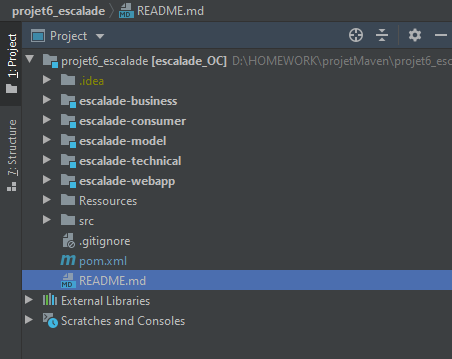 projet6_escalade README.md
Project
projet6_escalade [escalade_OC] D:\HOMEWORK\projetMaven\projet6_esc
.idea
escalade-business
escalade-consumer
escalade-model
escalade-technical
escalade-webapp
Ressources
src
.gitignore
pom.xml
README.md
External Libraries
Scratches and Consoles
1: Project
7: Structure